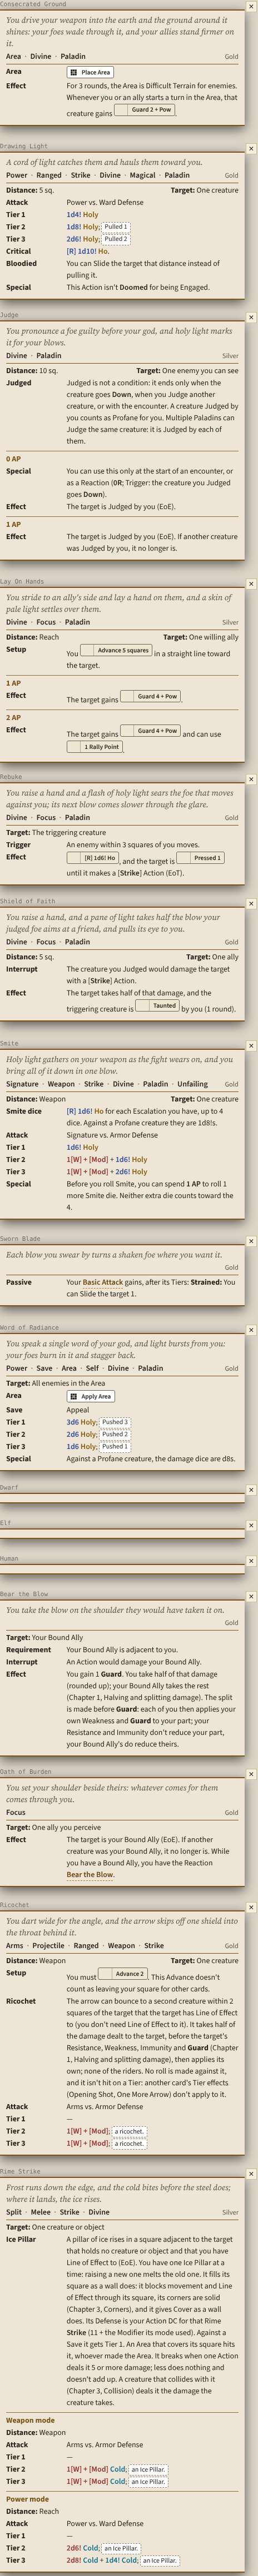 Consecrated Ground
You drive your weapon into the earth and the ground around it
shines: your foes wade through it, and your allies stand firmer on
it.
Area · Divine · Paladin Gold
Area Place Area
Effect For 3 rounds, the Area is Difficult Terrain for enemies.
Whenever you or an ally starts a turn in the Area, that
creature gains Guard 2 + Pow.
Drawing Light
A cord of light catches them and hauls them toward you.
Power · Ranged · Strike · Divine · Magical · Paladin Gold
Distance: 5 sq. Target: One creature
Attack Power vs. Ward Defense
Tier 1 1d4! Holy
Tier 2 1d8! Holy; Pulled 1
Tier 3 2d6! Holy; Pulled 2
Critical [R] 1d10! Ho.
Bloodied You can Slide the target that distance instead of
pulling it.
Special This Action isn't Doomed for being Engaged.
Judge
You pronounce a foe guilty before your god, and holy light marks
it for your blows.
Divine · Paladin Silver
Distance: 10 sq. Target: One enemy you can see
Judged Judged is not a condition: it ends only when the
creature goes Down, when you Judge another
creature, or with the encounter. A creature Judged by
you counts as Profane for you. Multiple Paladins can
Judge the same creature: it is Judged by each of
them.
0 AP
Special You can use this only at the start of an encounter, or
as a Reaction (0R; Trigger: the creature you Judged
goes Down).
Effect The target is Judged by you (EoE).
1 AP
Effect The target is Judged by you (EoE). If another creature
was Judged by you, it no longer is.
Lay On Hands
You stride to an ally's side and lay a hand on them, and a skin of
pale light settles over them.
Divine · Focus · Paladin Gold
Distance: Reach Target: One willing ally
Setup You Advance 5 squares in a straight line toward
the target.
1 AP
Effect The target gains Guard 4 + Pow.
2 AP
Effect The target gains Guard 4 + Pow and can use
1 Rally Point.
Rebuke
You raise a hand and a flash of holy light sears the foe that moves
against you; its next blow comes slower through the glare.
Divine · Focus · Paladin Gold
Target: The triggering creature
Trigger An enemy within 3 squares of you moves.
Effect [R] 1d6! Ho, and the target is Pressed 1
until it makes a [Strike] Action (EoT).
Shield of Faith
You raise a hand, and a pane of light takes half the blow your
judged foe aims at a friend, and pulls its eye to you.
Divine · Focus · Paladin Gold
Distance: 5 sq. Target: One ally
Interrupt The creature you Judged would damage the target
with a [Strike] Action.
Effect The target takes half of that damage, and the
triggering creature is Taunted by you (1 round).
Smite
Holy light gathers on your weapon as the fight wears on, and you
bring all of it down in one blow.
Signature · Weapon · Strike · Divine · Paladin · Unfailing Gold
Distance: Weapon Target: One creature
Smite dice [R] 1d6! Ho for each Escalation you have, up to 4
dice. Against a Profane creature they are 1d8!s.
Attack Signature vs. Armor Defense
Tier 1 1d6! Holy
Tier 2 1[W] + [Mod] + 1d6! Holy
Tier 3 1[W] + [Mod] + 2d6! Holy
Special Before you roll Smite, you can spend 1 AP to roll 1
more Smite die. Neither extra die counts toward the
4.
Sworn Blade
Each blow you swear by turns a shaken foe where you want it.
Gold
Passive Your Basic Attack gains, after its Tiers: Strained: You
can Slide the target 1.
Word of Radiance
You speak a single word of your god, and light bursts from you:
your foes burn in it and stagger back.
Power · Save · Area · Self · Divine · Paladin Gold
Target: All enemies in the Area
Area Apply Area
Save Appeal
Tier 1 3d6 Holy; Pushed 3
Tier 2 2d6 Holy; Pushed 2
Tier 3 1d6 Holy; Pushed 1
Special Against a Profane creature, the damage dice are d8s.
Dwarf
Elf
Human
Bear the Blow
You take the blow on the shoulder they would have taken it on.
Gold
Target: Your Bound Ally
Requirement Your Bound Ally is adjacent to you.
Interrupt An Action would damage your Bound Ally.
Effect You gain 1 Guard. You take half of that damage
(rounded up); your Bound Ally takes the rest
(Chapter 1, Halving and splitting damage). The split
is made before Guard: each of you then applies your
own Weakness and Guard to your part; your
Resistance and Immunity don't reduce your part,
your Bound Ally's do reduce theirs.
Oath of Burden
You set your shoulder beside theirs: whatever comes for them
comes through you.
Focus Gold
Target: One ally you perceive
Effect The target is your Bound Ally (EoE). If another
creature was your Bound Ally, it no longer is. While
you have a Bound Ally, you have the Reaction
Bear the Blow.
Ricochet
You dart wide for the angle, and the arrow skips off one shield into
the throat behind it.
Arms · Projectile · Ranged · Weapon · Strike Gold
Distance: Weapon Target: One creature
Setup You must Advance 2. This Advance doesn't
count as leaving your square for other cards.
Ricochet The arrow can bounce to a second creature within 2
squares of the target that the target has Line of Effect
to (you don't need Line of Effect to it). It takes half of
the damage dealt to the target, before the target's
Resistance, Weakness, Immunity and Guard (Chapter
1, Halving and splitting damage), then applies its
own; none of the riders. No roll is made against it,
and it isn't hit on a Tier: another card's Tier effects
(Opening Shot, One More Arrow) don't apply to it.
Attack Arms vs. Armor Defense
Tier 1 —
Tier 2 1[W] + [Mod]; a ricochet.
Tier 3 1[W] + [Mod]; a ricochet.
Rime Strike
Frost runs down the edge, and the cold bites before the steel does;
where it lands, the ice rises.
Split · Melee · Strike · Divine Silver
Target: One creature or object
Ice Pillar A pillar of ice rises in a square adjacent to the target
that holds no creature or object and that you have
Line of Effect to (EoE). You have one Ice Pillar at a
time: raising a new one melts the old one. It fills its
square as a wall does: it blocks movement and Line
of Effect through its square, its corners are solid
(Chapter 3, Corners), and it gives Cover as a wall
does. Its Defense is your Action DC for that Rime
Strike (11 + the Modifier its mode used). Against a
Save it gets Tier 1. An Area that covers its square hits
it, whoever made the Area. It breaks when one Action
deals it 5 or more damage; less does nothing and
doesn't add up. A creature that collides with it
(Chapter 3, Collision) deals it the damage the
creature takes.
Weapon mode
Distance: Weapon
Attack Arms vs. Armor Defense
Tier 1 —
Tier 2 1[W] + [Mod] Cold; an Ice Pillar.
Tier 3 1[W] + [Mod] Cold; an Ice Pillar.
Power mode
Distance: Reach
Attack Power vs. Ward Defense
Tier 1 —
Tier 2 2d6! Cold; an Ice Pillar.
Tier 3 2d8! Cold + 1d4! Cold; an Ice Pillar.